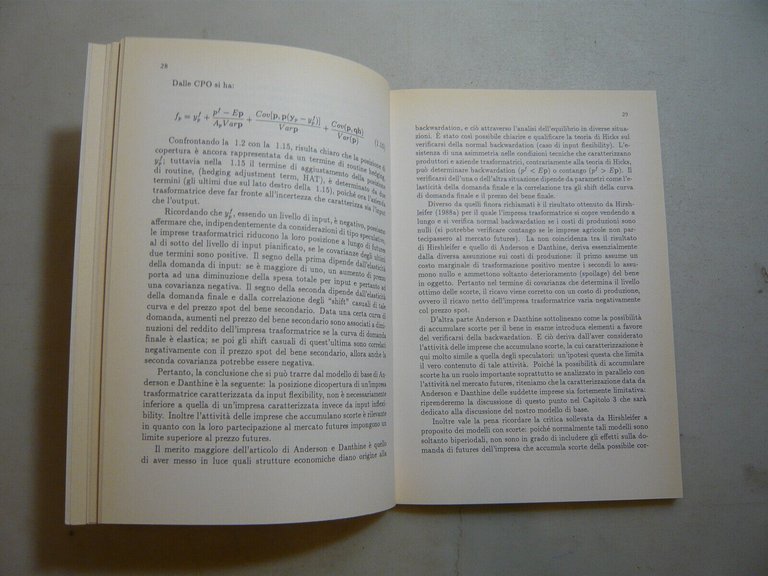 28
Dalle CPO si ha:
f_p = y_p^f + (p^f − Ep)/(A_p Varp) + Cov[p, p(y_p − y_p^f)]/Varp + Cov(p, qh)/Var(p) (1.15)
Confrontando la 1.2 con la 1.15, risulta chiaro che la posizione di
copertura è ancora rappresentata da un termine di routine hedging
y_p^f; tuttavia nella 1.15 il termine di aggiustamento della posizione
di routine, (hedging adjustment term, HAT), è determinata da due
termini (gli ultimi due sul lato destro della 1.15), poiché ora l'azienda
trasformatrice deve far fronte all'incertezza che caratterizza sia l'input
che l'output.
Ricordando che y_p^f, essendo un livello di input, è negativo, possiamo
affermare che, indipendentemente da considerazioni di tipo speculativo,
le imprese trasformatrici riducono la loro posizione a lungo di futures
al di sotto del livello di input pianificato, se le covarianze degli ultimi
due termini sono positive. Il segno della prima dipende dall'elasticità
della domanda di input: se è maggiore di uno, un aumento di prezzo
porta ad una diminuzione della spesa totale per input e pertanto ad
una covarianza negativa. Il segno della seconda dipende dall'elasticità
della domanda finale e dalla correlazione degli "shift" casuali di tale
curva e del prezzo del bene secondario. Data una certa curva di
domanda, aumenti nel prezzo del bene secondario sono associati a dimi-
nuzioni del reddito dell'impresa trasformatrice se la curva di domanda
finale è elastica; se poi gli shift casuali di quest'ultima sono correlati
negativamente con il prezzo spot del bene secondario, allora anche la
seconda covarianza potrebbe essere negativa.
Pertanto, la conclusione che si può trarre dal modello di base di An-
derson e Danthine è la seguente: la posizione dicopertura di un'impresa
trasformatrice caratterizzata da input flexibility, non è necessariamente
inferiore a quella di un'impresa caratterizzata invece da input inflexi-
bility. Inoltre l'attività delle imprese che accumulano scorte è rilevante
in quanto con la loro partecipazione al mercato futures impongono un
limite superiore al prezzo futures.
Il merito maggiore dell'articolo di Anderson e Danthine è quello
di aver messo in luce quali strutture economiche diano origine alla
29
backwardation, e ciò attraverso l'analisi dell'equilibrio in diverse situa-
zioni. È stato così possibile chiarire e qualificare la teoria di Hicks sul
verificarsi della normal backwardation (caso di input flexibility). L'esi-
stenza di una asimmetria nelle condizioni tecniche che caratterizzano
produttori e aziende trasformatrici, contrariamente alla teoria di Hicks,
può determinare backwardation (p^f < Ep) o contango (p^f > Ep). Il
verificarsi dell'una o dell'altra situazione dipende da parametri come l'e-
lasticità della domanda finale e la correlazione tra gli shift della curva
di domanda finale e il prezzo del bene finale.
Diverso da quelli finora richiamati è il risultato ottenuto da Hirsh-
leifer (1988a) per il quale l'impresa trasformatrice si copre vendendo a
lungo e si verifica normal backwardation se i costi di produzione sono
nulli (si potrebbe verificare contango se le imprese agricole non par-
tecipassero al mercato futures). La non coincidenza tra il risultato
di Hirshleifer e quello di Anderson e Danthine, deriva essenzialmente
dalla diversa assunzione sui costi di produzione: il primo assume un
costo marginale di trasformazione positivo mentre i secondi lo assu-
mono nullo e ammettono soltanto deterioramento (spoilage) del bene
in oggetto. Pertanto nel termine di covarianze che determina il livello
ottimo delle scorte, il ricavo viene corretto con un costo di produzione,
ovvero il ricavo netto dell'impresa trasformatrice varia negativamente
col prezzo spot.
D'altra parte Anderson e Danthine sottolineano come la possibilità
di accumulare scorte per il bene in esame introduca elementi a favore
del verificarsi della backwardation. E ciò deriva dall'aver considerato
l'attività delle imprese che accumulano scorte, la cui caratterizzazione è
qui molto simile a quella degli speculatori: un'ipotesi questa che limita
il vero contenuto di tale attività. Poiché la possibilità di accumulare
scorte ha un ruolo importante soprattutto se analizzato in parallelo con
l'attività nel mercato futures, riteniamo che la caratterizzazione data da
Anderson e Danthine delle suddette imprese sia fortemente limitativa:
riprenderemo la discussione di questo punto nel Capitolo 3 che sarà
dedicato alla discussione del nostro modello di base.
Inoltre vale la pena ricordare la critica sollevata da Hirshleifer a
proposito dei modelli con scorte: poiché normalmente tali modelli sono
soltanto biperiodali, non sono in grado di includere gli effetti sulla do-
manda di futures dell'impresa che accumula scorte della possibile cor-